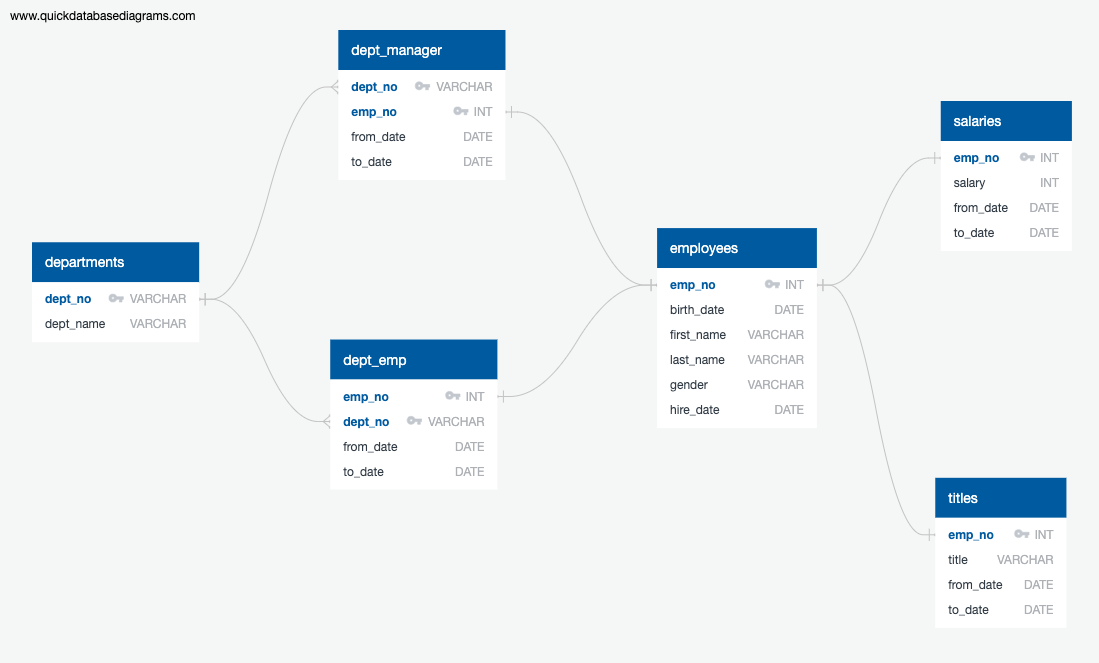 www.quickdatabasediagrams.com
dept_manager
dept_no VARCHAR
emp_no INT
from_date DATE
to_date DATE
departments
dept_no VARCHAR
dept_name VARCHAR
dept_emp
emp_no INT
dept_no VARCHAR
from_date DATE
to_date DATE
employees
emp_no INT
birth_date DATE
first_name VARCHAR
last_name VARCHAR
gender VARCHAR
hire_date DATE
salaries
emp_no INT
salary INT
from_date DATE
to_date DATE
titles
emp_no INT
title VARCHAR
from_date DATE
to_date DATE